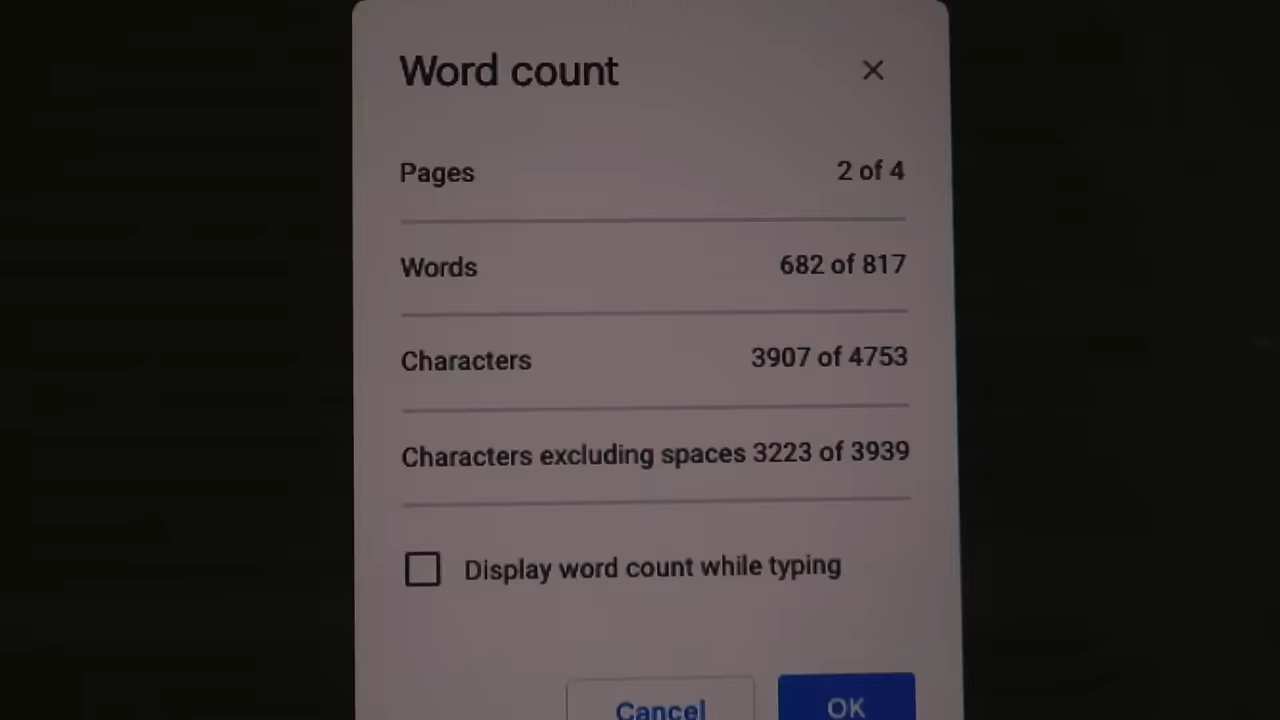 Word count
Pages 2 of 4
Words 682 of 817
Characters 3907 of 4753
Characters excluding spaces 3223 of 3939
Display word count while typing
Cancel OK